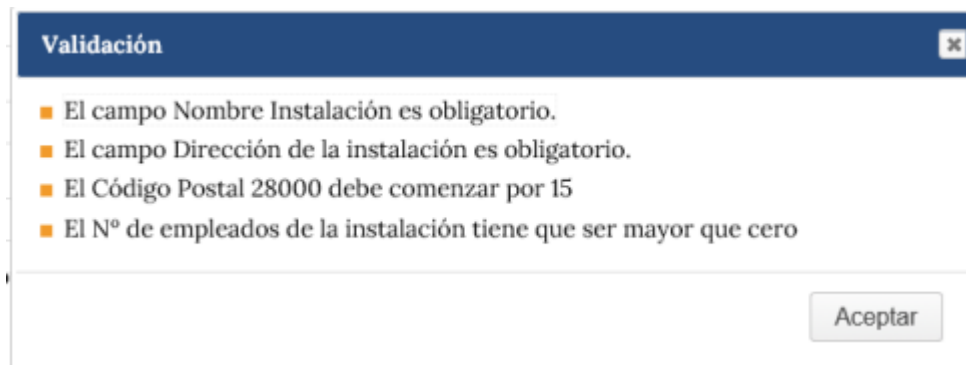 Validación
El campo Nombre Instalación es obligatorio.
El campo Dirección de la instalación es obligatorio.
El Código Postal 28000 debe comenzar por 15
El Nº de empleados de la instalación tiene que ser mayor que cero
Aceptar